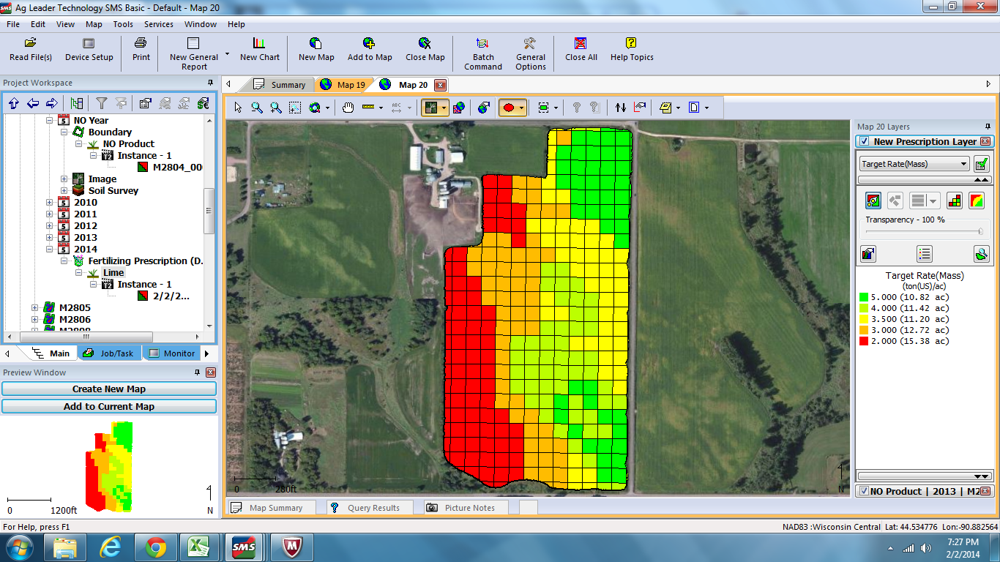 Ag Leader Technology SMS Basic - Default - Map 20
File Edit View Map Tools Services Window Help
Read File(s) Device Setup Print New General Report New Chart New Map Add to Map Close Map Batch Command General Options Close All Help Topics
Project Workspace
Summary Map 19 Map 20
ABC
NO Year
Boundary
NO Product
Instance - 1
M2804_00
Image
Soil Survey
2010
2011
2012
2013
2014
Fertilizing Prescription (D.
Lime
Instance - 1
2/2/2...
M2805
M2806
Main Job/Task Monitor
Preview Window
Create New Map
Add to Current Map
0 1200ft
N
0 280ft
N
Map 20 Layers
New Prescription Layer
Target Rate(Mass)
Transparency - 100 %
Target Rate(Mass)
(ton(US)/ac)
5.000 (10.82 ac)
4.000 (11.42 ac)
3.500 (11.20 ac)
3.000 (12.72 ac)
2.000 (15.38 ac)
NO Product | 2013 | M2
Map Summary Query Results Picture Notes
For Help, press F1
NAD83 :Wisconsin Central Lat: 44.534776 Lon:-90.882564
SMS
7:27 PM
2/2/2014